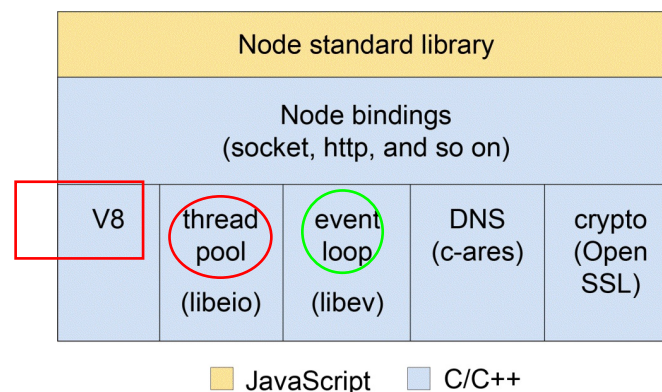 Node standard library
Node bindings
(socket, http, and so on)
V8
thread
pool
(libeio)
event
loop
(libev)
DNS
(c-ares)
crypto
(Open
SSL)
JavaScript
C/C++